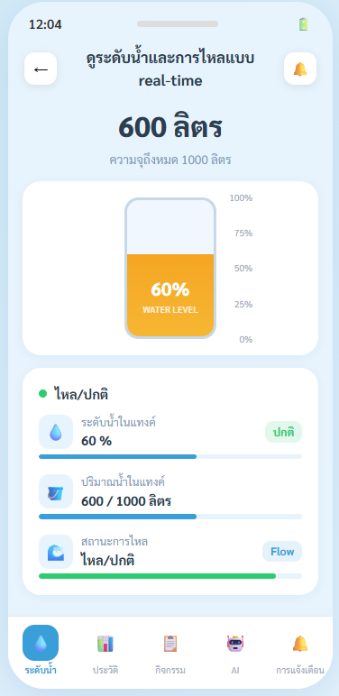 12:04
ดูระดับน้ำและการไหลแบบ
real-time
600 ลิตร
ความจุถังหมด 1000 ลิตร
100%
75%
50%
25%
0%
60%
WATER LEVEL
ไหล/ปกติ
ระดับน้ำในแทงค์
60 %
ปกติ
ปริมาณน้ำในแทงค์
600 / 1000 ลิตร
สถานะการไหล
ไหล/ปกติ
Flow
ระดับน้ำ
ประวัติ
กิจกรรม
AI
การแจ้งเตือน